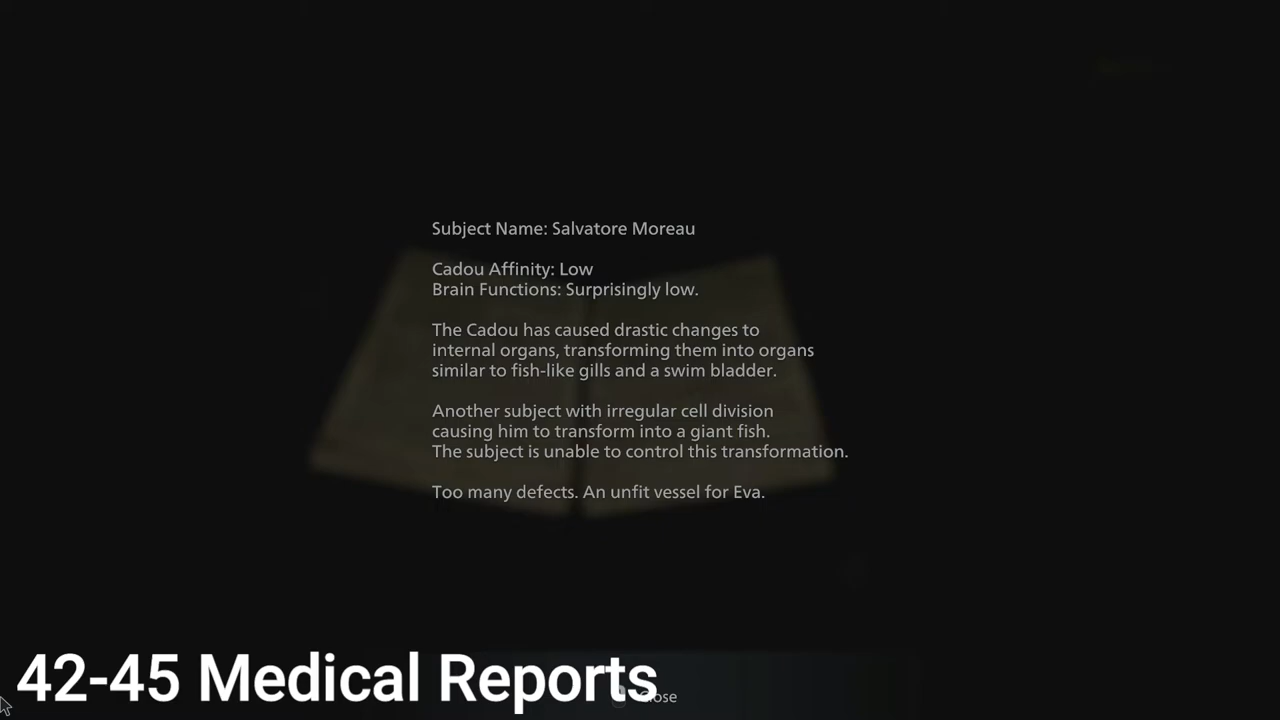 Subject Name: Salvatore Moreau
Cadou Affinity: Low
Brain Functions: Surprisingly low.
The Cadou has caused drastic changes to
internal organs, transforming them into organs
similar to fish-like gills and a swim bladder.
Another subject with irregular cell division
causing him to transform into a giant fish.
The subject is unable to control this transformation.
Too many defects. An unfit vessel for Eva.
42-45 Medical Reports